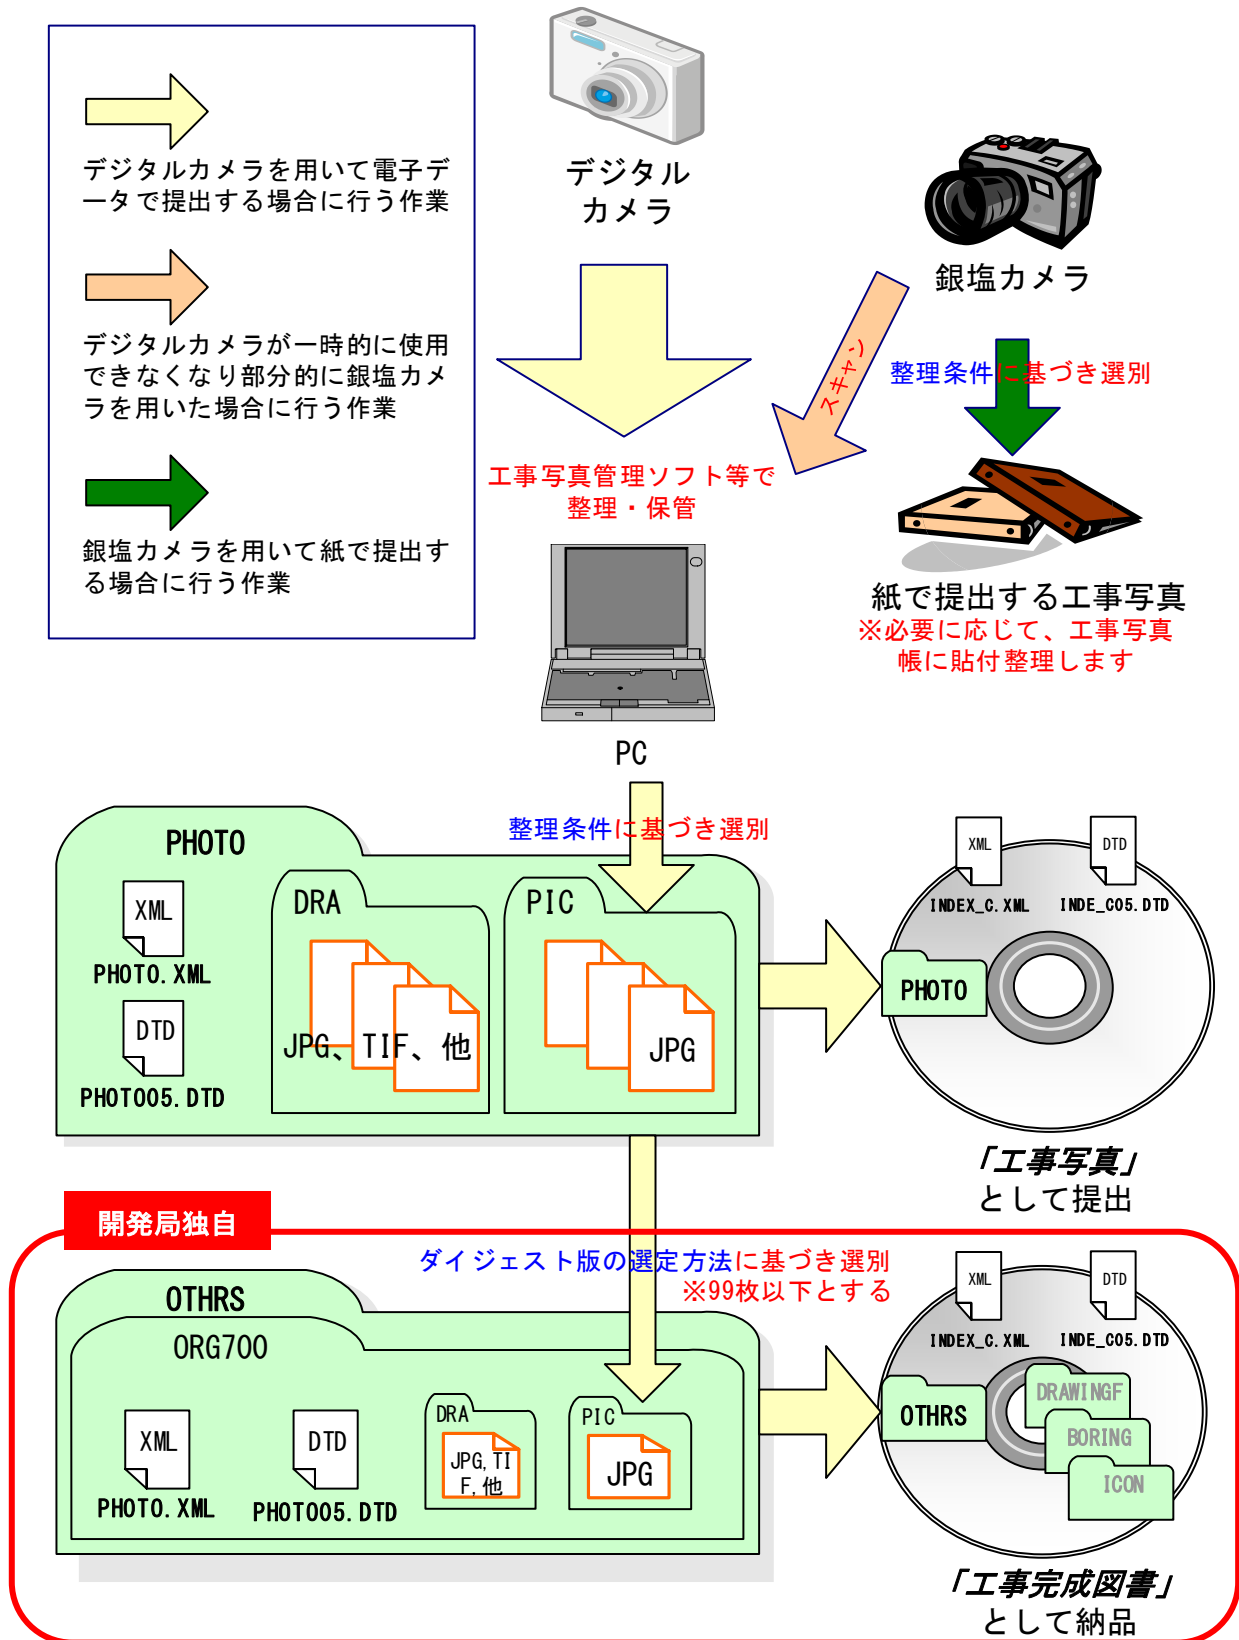 デジタルカメラを用いて電子デ
ータで提出する場合に行う作業
デジタルカメラが一時的に使用
できなくなり部分的に銀塩カメ
ラを用いた場合に行う作業
銀塩カメラを用いて紙で提出す
る場合に行う作業
デジタル
カメラ
銀塩カメラ
スキャン
整理条件に基づき選別
工事写真管理ソフト等で
整理・保管
紙で提出する工事写真
※必要に応じて、工事写真
帳に貼付整理します
PC
整理条件に基づき選別
PHOTO
XML
PHOTO.XML
DTD
PHOTO05.DTD
DRA
JPG、TIF、他
PIC
JPG
XML
DTD
INDEX_C.XML
INDE_C05.DTD
PHOTO
「工事写真」
として提出
開発局独自
ダイジェスト版の選定方法に基づき選別
※99枚以下とする
OTHRS
ORG700
XML
PHOTO.XML
DTD
PHOTO05.DTD
DRA
JPG,TI
F,他
PIC
JPG
XML
DTD
INDEX_C.XML
INDE_C05.DTD
OTHRS
DRAWINGF
BORING
ICON
「工事完成図書」
として納品